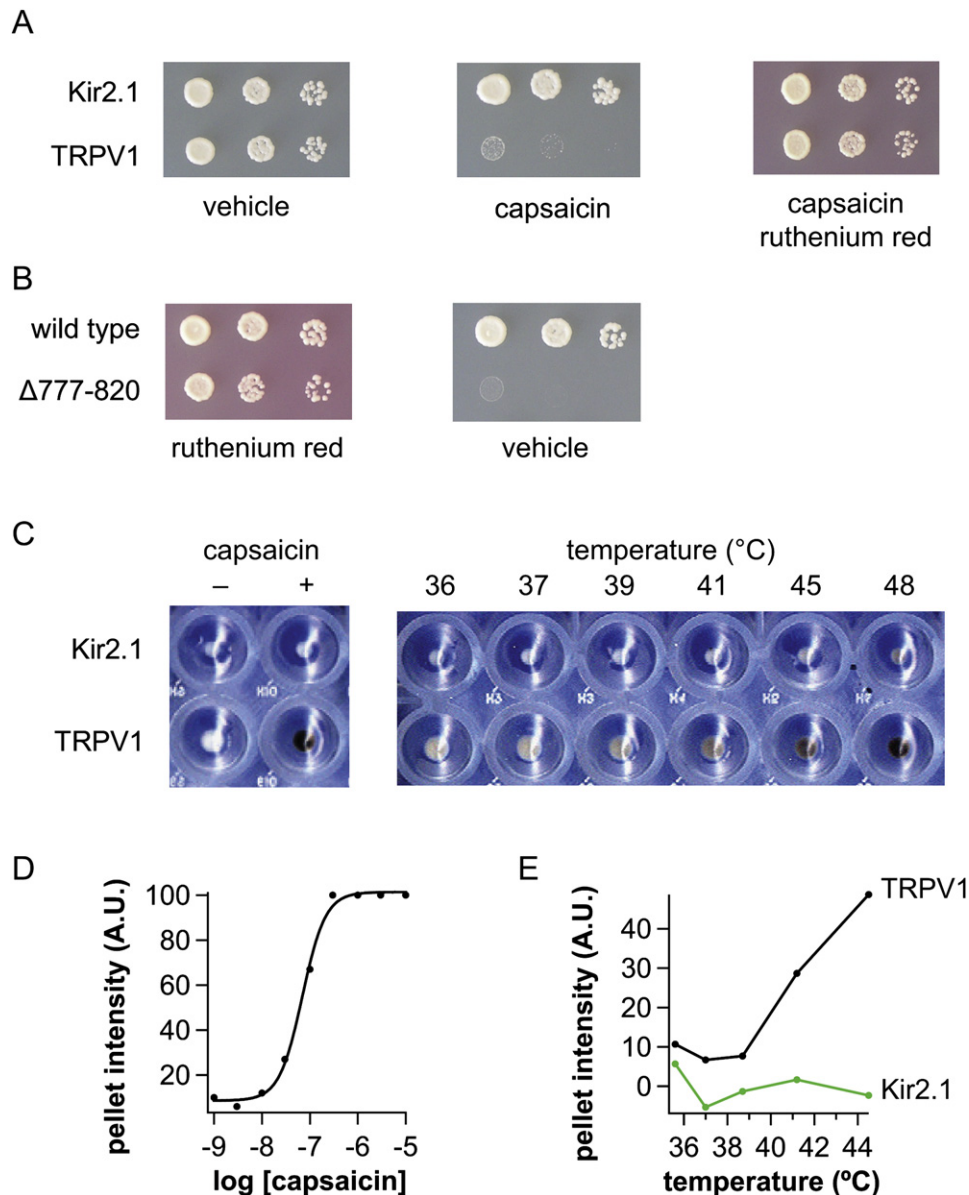 A
Kir2.1
TRPV1
vehicle
capsaicin
capsaicin
ruthenium red
B
wild type
Δ777-820
ruthenium red
vehicle
C
capsaicin
– +
temperature (°C)
36 37 39 41 45 48
Kir2.1
TRPV1
D
pellet intensity (A.U.)
100
80
60
40
20
-9 -8 -7 -6 -5
log [capsaicin]
E
pellet intensity (A.U.)
40
30
20
10
0
TRPV1
Kir2.1
36 38 40 42 44
temperature (ºC)